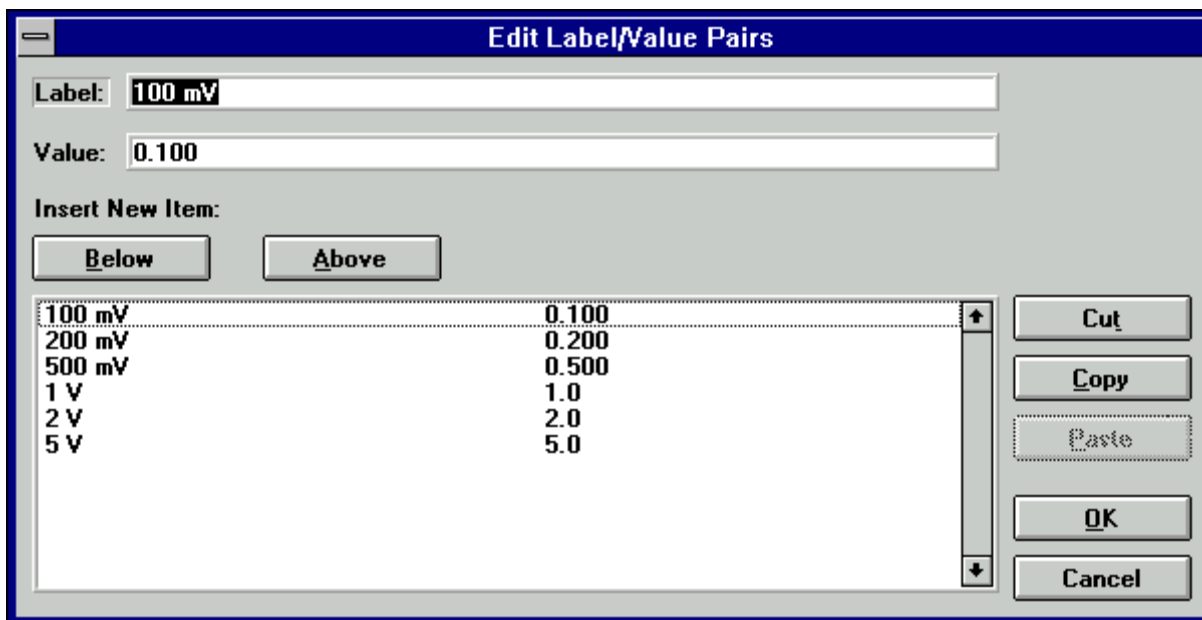 Edit Label/Value Pairs
Label: 100 mV
Value: 0.100
Insert New Item:
Below Above
100 mV 0.100
200 mV 0.200
500 mV 0.500
1 V 1.0
2 V 2.0
5 V 5.0
Cut
Copy
Paste
OK
Cancel